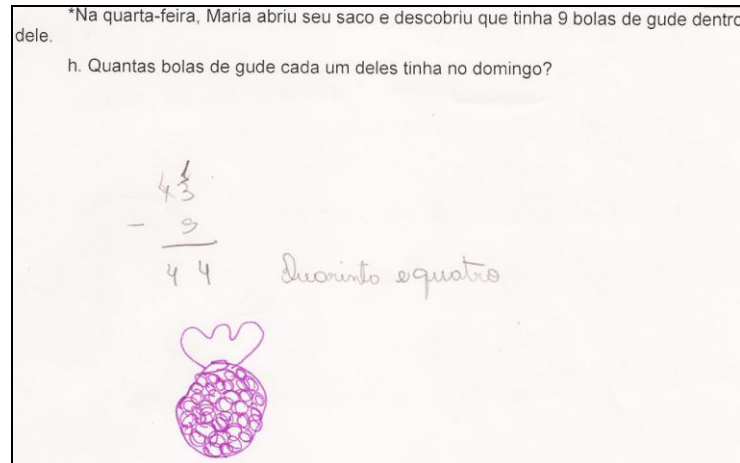 *Na quarta-feira, Maria abriu seu saco e descobriu que tinha 9 bolas de gude dentro
dele.
h. Quantas bolas de gude cada um deles tinha no domingo?
1
43
- 9
44 Quarinto e quatro